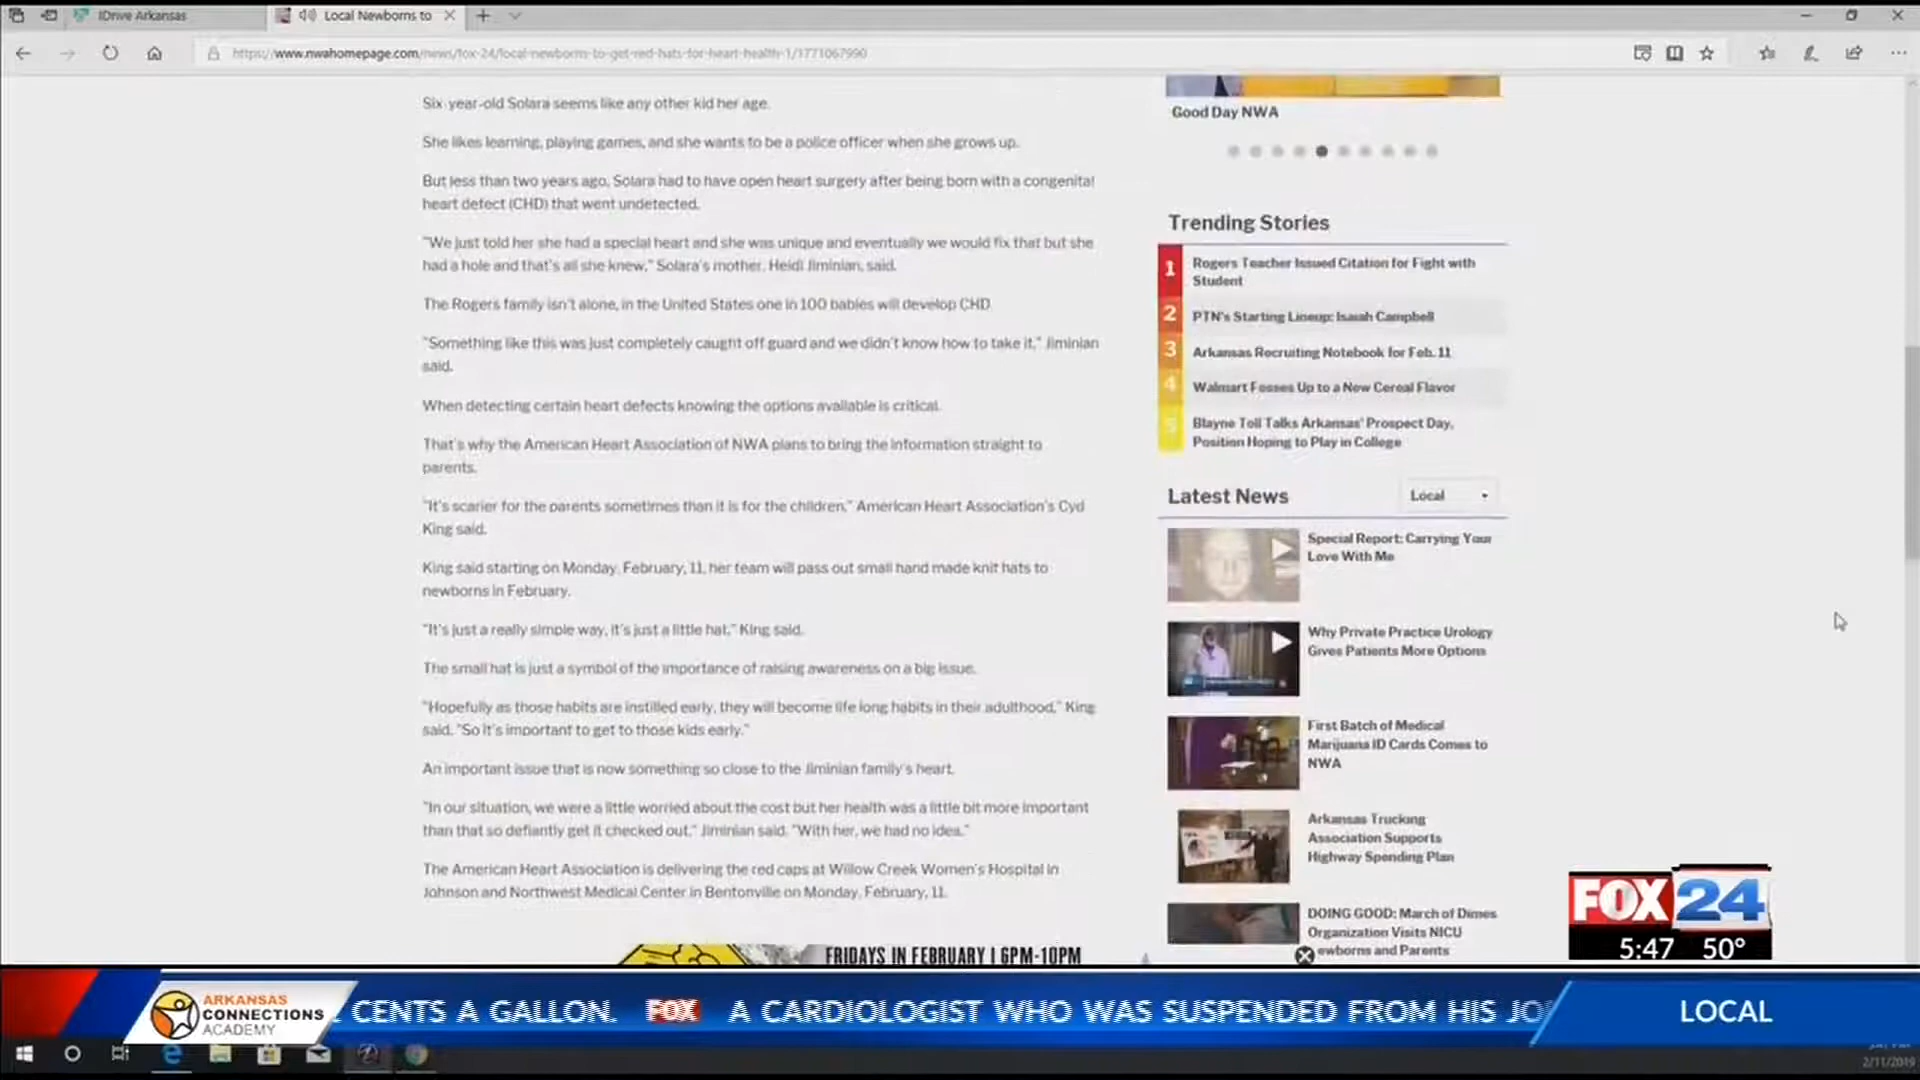 IDrive Arkansas
Local Newborns to
https://www.nwahomepage.com/news/fox-24/local-newborns-to-get-red-hats-for-heart-health-1/1771067990
Six-year-old Solara seems like any other kid her age.
She likes learning, playing games, and she wants to be a police officer when she grows up.
But less than two years ago, Solara had to have open heart surgery after being born with a congenital
heart defect (CHD) that went undetected.
"We just told her she had a special heart and she was unique and eventually we would fix that but she
had a hole and that's all she knew," Solara's mother, Heidi Jiminian, said.
The Rogers family isn't alone, in the United States one in 100 babies will develop CHD
"Something like this was just completely caught off guard and we didn't know how to take it," Jiminian
said.
When detecting certain heart defects knowing the options available is critical.
That's why the American Heart Association of NWA plans to bring the information straight to
parents.
"It's scarier for the parents sometimes than it is for the children," American Heart Association's Cyd
King said.
King said starting on Monday, February, 11, her team will pass out small hand made knit hats to
newborns in February.
"It's just a really simple way, it's just a little hat," King said.
The small hat is just a symbol of the importance of raising awareness on a big issue.
"Hopefully as those habits are instilled early, they will become life long habits in their adulthood," King
said. "So it's important to get to those kids early."
An important issue that is now something so close to the Jiminian family's heart.
"In our situation, we were a little worried about the cost but her health was a little bit more important
than that so defiantly get it checked out," Jiminian said. "With her, we had no idea."
The American Heart Association is delivering the red caps at Willow Creek Women's Hospital in
Johnson and Northwest Medical Center in Bentonville on Monday, February, 11.
FRIDAYS IN FEBRUARY | 6PM-10PM
Good Day NWA
Trending Stories
1 Rogers Teacher Issued Citation for Fight with
Student
2 PTN's Starting Lineup: Isaiah Campbell
3 Arkansas Recruiting Notebook for Feb. 11
4 Walmart Fesses Up to a New Cereal Flavor
5 Blayne Toll Talks Arkansas' Prospect Day,
Position Hoping to Play in College
Latest News
Local
Special Report: Carrying Your
Love With Me
Why Private Practice Urology
Gives Patients More Options
First Batch of Medical
Marijuana ID Cards Comes to
NWA
Arkansas Trucking
Association Supports
Highway Spending Plan
DOING GOOD: March of Dimes
Organization Visits NICU
ewborns and Parents
FOX 24
5:47 50°
ARKANSAS
CONNECTIONS
ACADEMY
CENTS A GALLON. FOX A CARDIOLOGIST WHO WAS SUSPENDED FROM HIS JO
LOCAL
2/11/2019